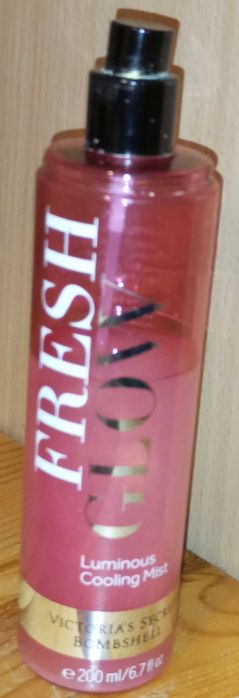 FRESH
GLOW
Luminous
Cooling Mist
VICTORIA'S SECRET
BOMBSHELL
e 200 ml/6.7 fl oz